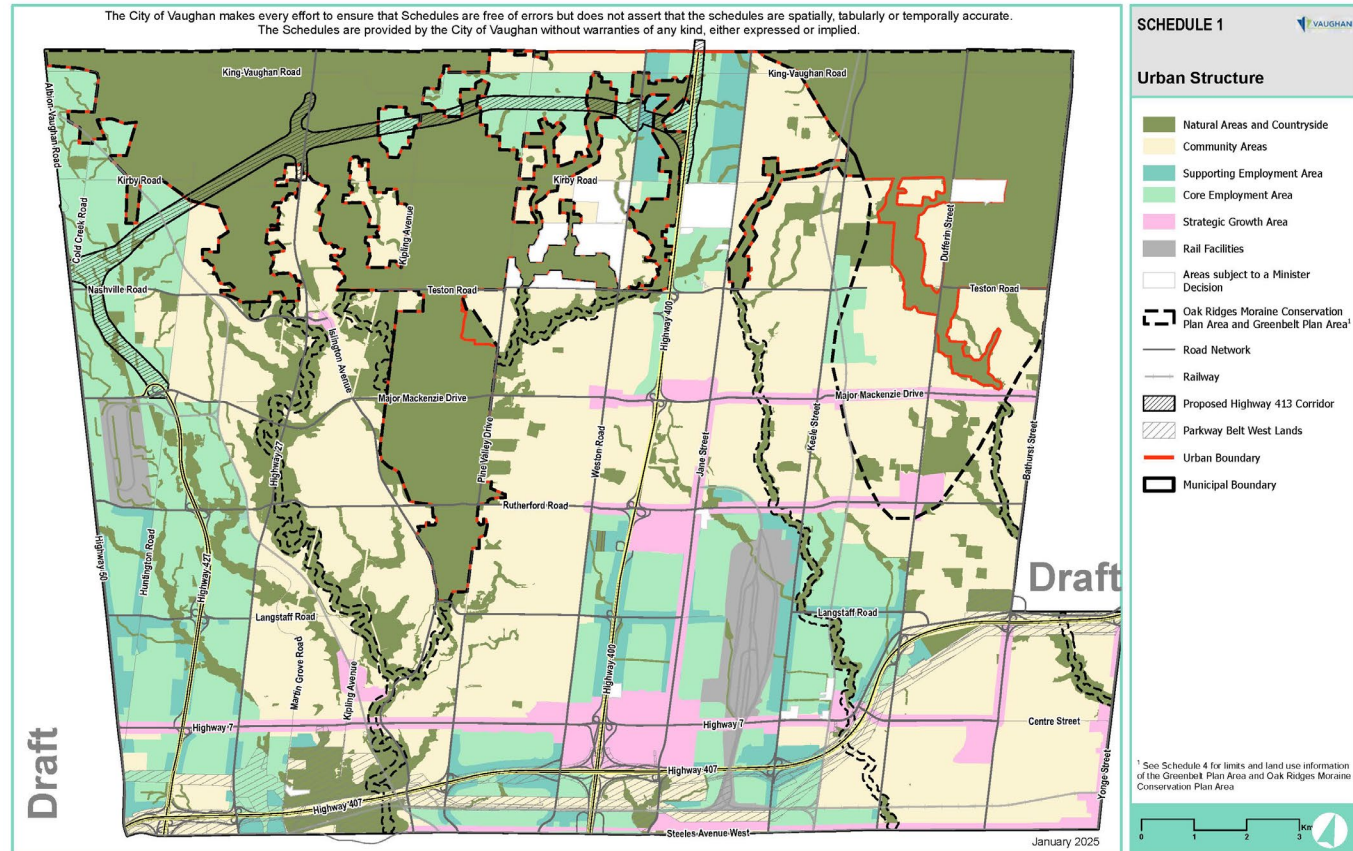 The City of Vaughan makes every effort to ensure that Schedules are free of errors but does not assert that the schedules are spatially, tabularly or temporally accurate.
The Schedules are provided by the City of Vaughan without warranties of any kind, either expressed or implied.
King-Vaughan Road
King-Vaughan Road
Albion-Vaughan Road
Kirby Road
Kirby Road
Cold Creek Road
Kipling Avenue
Dufferin Street
Nashville Road
Teston Road
Teston Road
Highway 400
Islington Avenue
Major Mackenzie Drive
Major Mackenzie Drive
Highway 27
Pine Valley Drive
Weston Road
Jane Street
Keele Street
Bathurst Street
Rutherford Road
Highway 50
Huntington Road
Highway 427
Draft
Langstaff Road
Langstaff Road
Martin Grove Road
Kipling Avenue
Highway 400
Highway 7
Highway 7
Centre Street
Draft
Highway 407
Highway 407
Yonge Street
Steeles Avenue West
January 2025
SCHEDULE 1
VAUGHAN
Urban Structure
Natural Areas and Countryside
Community Areas
Supporting Employment Area
Core Employment Area
Strategic Growth Area
Rail Facilities
Areas subject to a Minister
Decision
Oak Ridges Moraine Conservation
Plan Area and Greenbelt Plan Area¹
Road Network
Railway
Proposed Highway 413 Corridor
Parkway Belt West Lands
Urban Boundary
Municipal Boundary
¹ See Schedule 4 for limits and land use information
of the Greenbelt Plan Area and Oak Ridges Moraine
Conservation Plan Area
0 1 2 3 Km